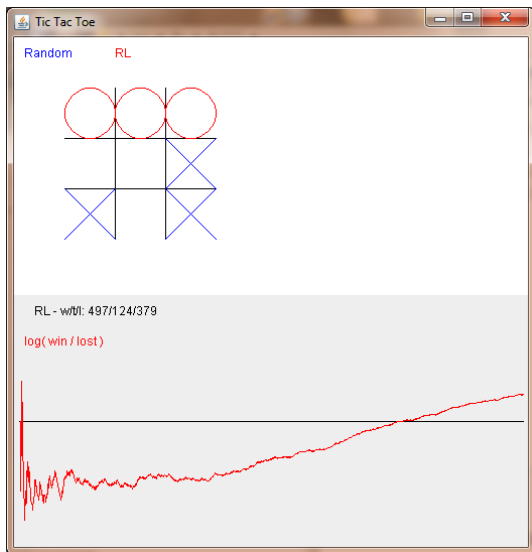 Tic Tac Toe
Random RL
RL - w/t/l: 497/124/379
log( win / lost )